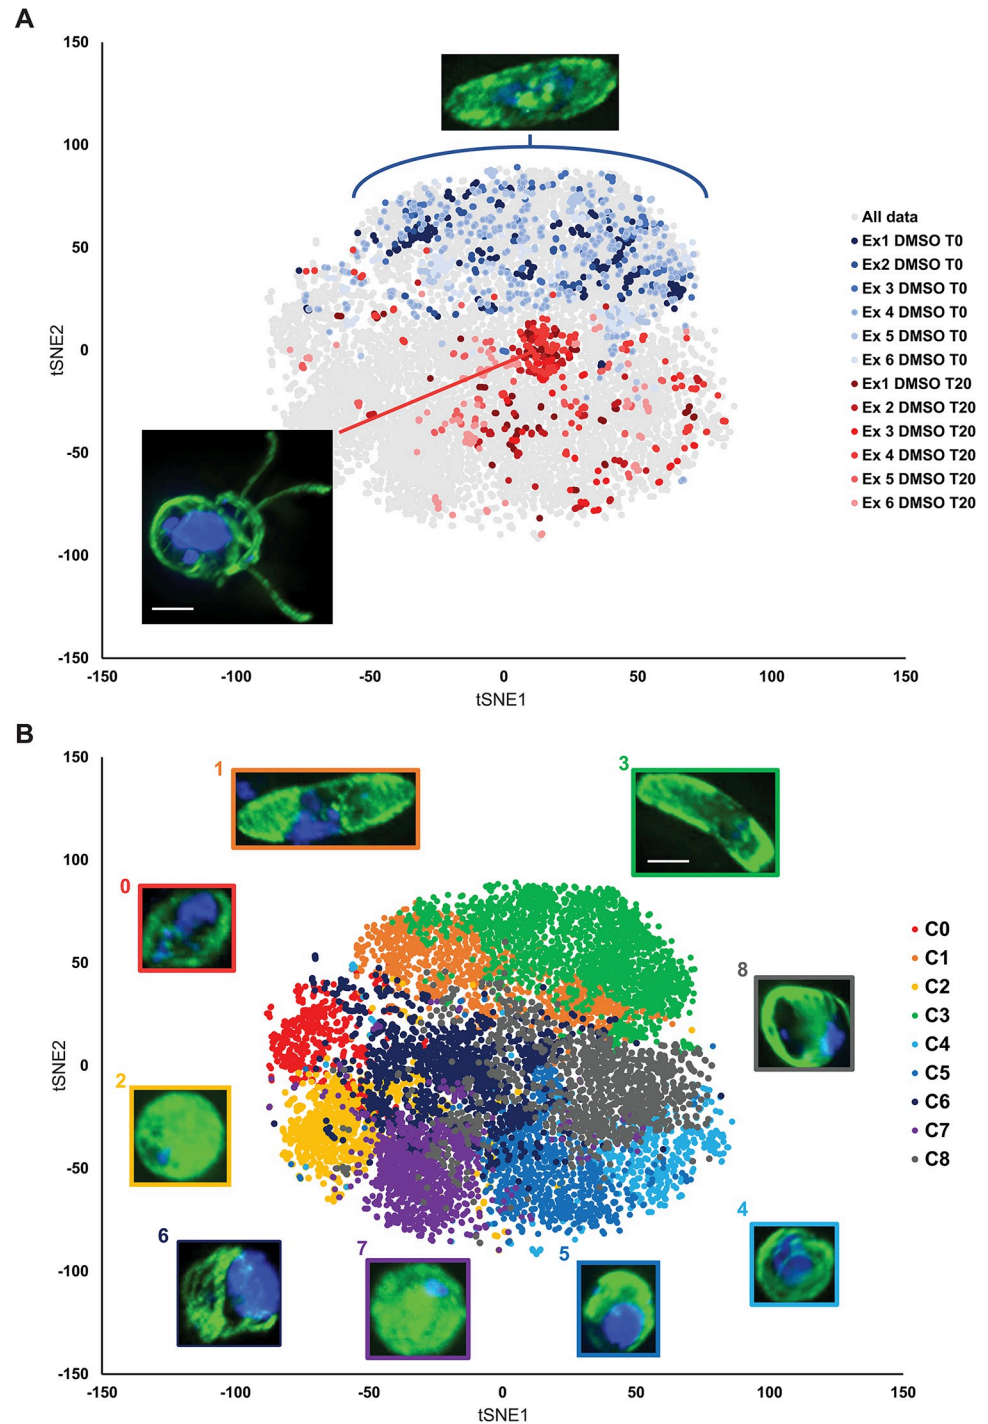 A
150
100
50
0
-50
-100
-150
tSNE2
-150 -100 -50 0 50 100 150
tSNE1
All data
Ex1 DMSO T0
Ex2 DMSO T0
Ex 3 DMSO T0
Ex 4 DMSO T0
Ex 5 DMSO T0
Ex 6 DMSO T0
Ex1 DMSO T20
Ex 2 DMSO T20
Ex 3 DMSO T20
Ex 4 DMSO T20
Ex 5 DMSO T20
Ex 6 DMSO T20
B
150
100
50
0
-50
-100
-150
tSNE2
1
3
0
8
2
4
6
7
5
-150 -100 -50 0 50 100 150
tSNE1
C0
C1
C2
C3
C4
C5
C6
C7
C8